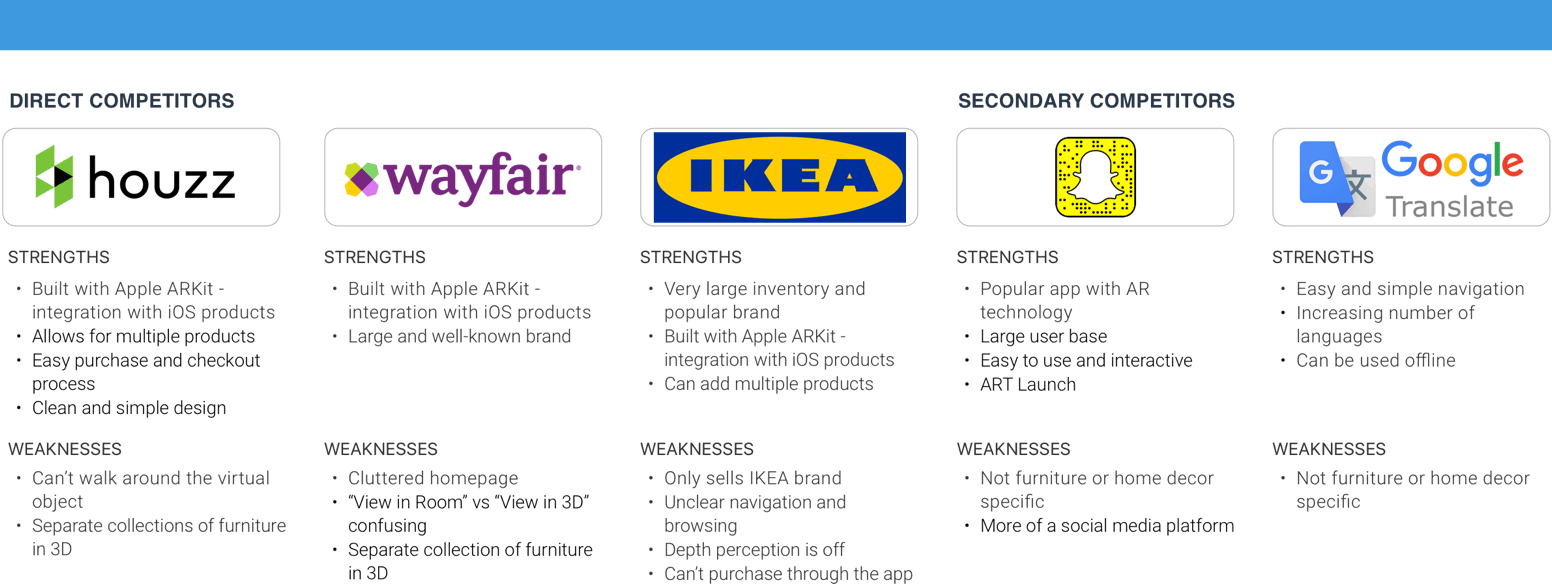 DIRECT COMPETITORS
SECONDARY COMPETITORS
houzz
wayfair
IKEA
G 文
Google
Translate
STRENGTHS
• Built with Apple ARKit -
integration with iOS products
• Allows for multiple products
• Easy purchase and checkout
process
• Clean and simple design
WEAKNESSES
• Can’t walk around the virtual
object
• Separate collections of furniture
in 3D
STRENGTHS
• Built with Apple ARKit -
integration with iOS products
• Large and well-known brand
WEAKNESSES
• Cluttered homepage
• “View in Room” vs “View in 3D”
confusing
• Separate collection of furniture
in 3D
STRENGTHS
• Very large inventory and
popular brand
• Built with Apple ARKit -
integration with iOS products
• Can add multiple products
WEAKNESSES
• Only sells IKEA brand
• Unclear navigation and
browsing
• Depth perception is off
• Can’t purchase through the app
STRENGTHS
• Popular app with AR
technology
• Large user base
• Easy to use and interactive
• ART Launch
WEAKNESSES
• Not furniture or home decor
specific
• More of a social media platform
STRENGTHS
• Easy and simple navigation
• Increasing number of
languages
• Can be used offline
WEAKNESSES
• Not furniture or home decor
specific